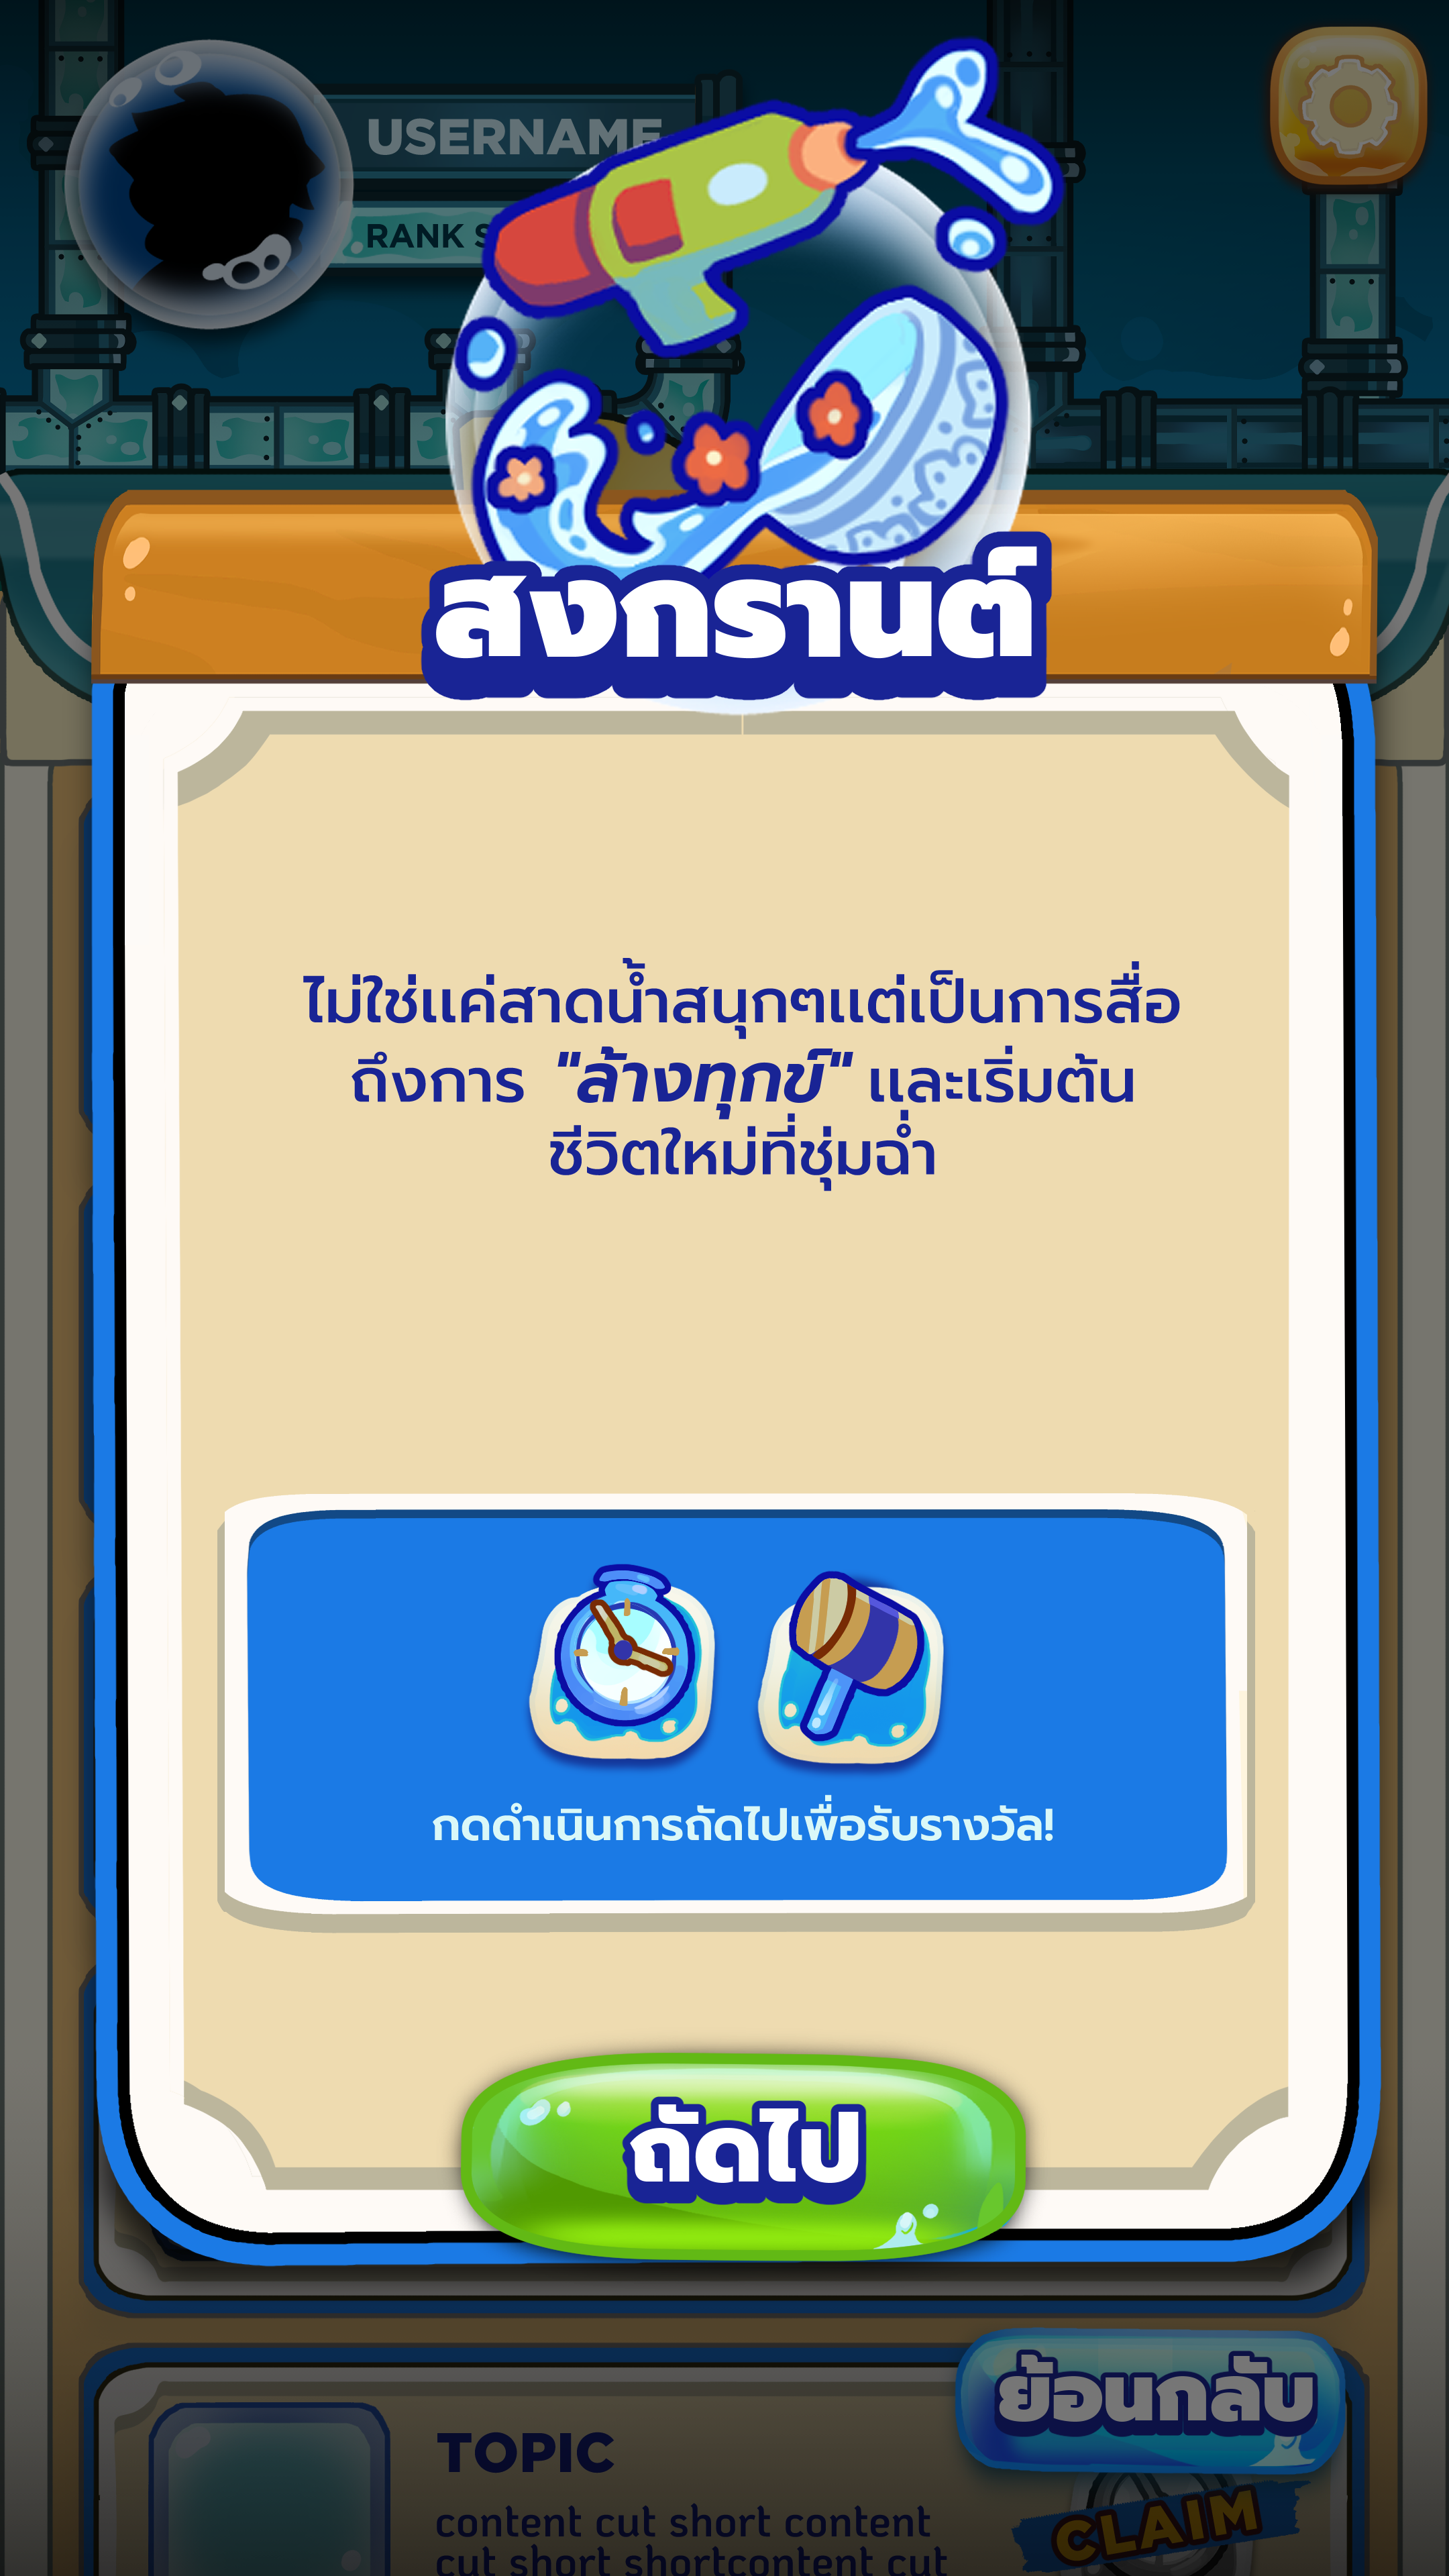 USERNAME
RANK S
สงกรานต์
ไม่ใช่แค่สาดน้ำสนุกๆแต่เป็นการสื่อ
ถึงการ "ล้างทุกข์" และเริ่มต้น
ชีวิตใหม่ที่ชุ่มฉ่ำ
กดดำเนินการถัดไปเพื่อรับรางวัล!
ถัดไป
ย้อนกลับ
TOPIC
CLAIM
content cut short content
cut short shortcontent cut